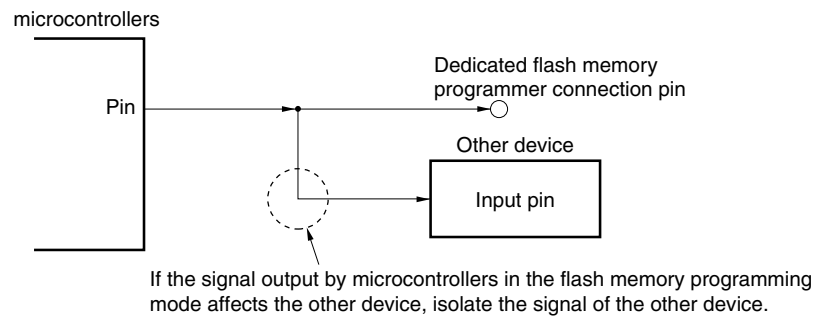 microcontrollers
Pin
Dedicated flash memory
programmer connection pin
Other device
Input pin
If the signal output by microcontrollers in the flash memory programming
mode affects the other device, isolate the signal of the other device.